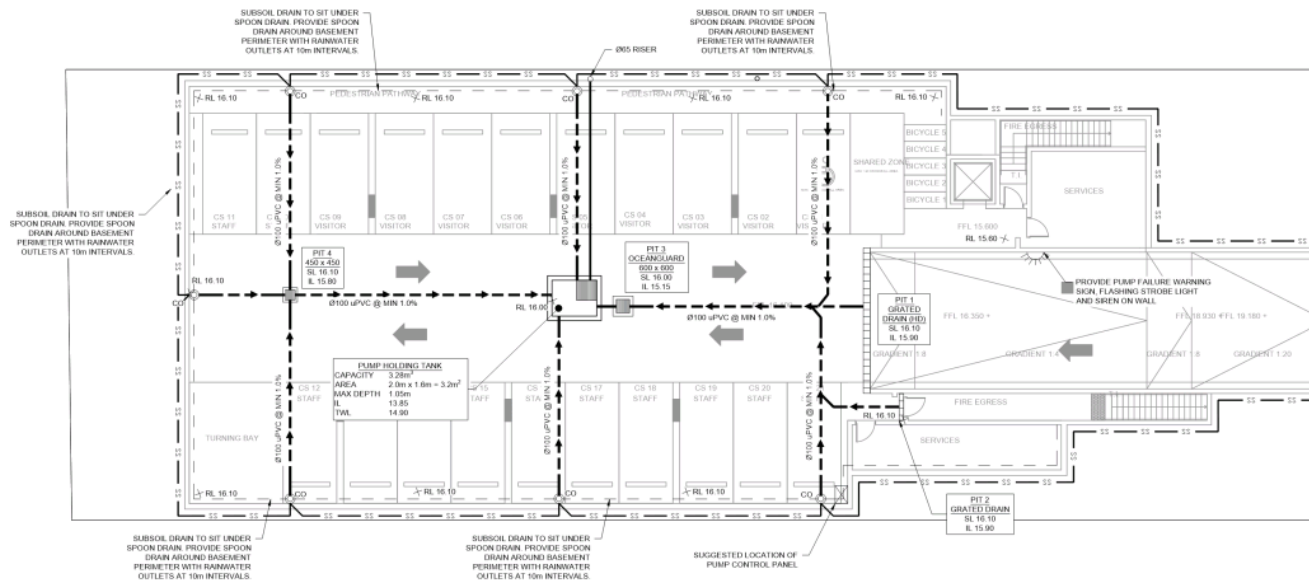 SUBSOIL DRAIN TO SIT UNDER
SPOON DRAIN. PROVIDE SPOON
DRAIN AROUND BASEMENT
PERIMETER WITH RAINWATER
OUTLETS AT 10m INTERVALS.
Ø65 RISER
SUBSOIL DRAIN TO SIT UNDER
SPOON DRAIN. PROVIDE SPOON
DRAIN AROUND BASEMENT
PERIMETER WITH RAINWATER
OUTLETS AT 10m INTERVALS.
RL 16.10
PEDESTRIAN PATHWAY
RL 16.10
PEDESTRIAN PATHWAY
RL 16.10
RL 16.10
CO
CO
CO
Ø100 uPVC @ MIN 1.0%
Ø100 uPVC @ MIN 1.0%
Ø100 uPVC @ MIN 1.0%
SHARED ZONE
BICYCLE 5
BICYCLE 4
BICYCLE 3
BICYCLE 2
BICYCLE 1
FIRE EGRESS
T.I.
SERVICES
SUBSOIL DRAIN TO SIT UNDER
SPOON DRAIN. PROVIDE SPOON
DRAIN AROUND BASEMENT
PERIMETER WITH RAINWATER
OUTLETS AT 10m INTERVALS.
CS 11
STAFF
CS 09
VISITOR
CS 08
VISITOR
CS 07
VISITOR
CS 06
VISITOR
CS 04
VISITOR
CS 03
VISITOR
CS 02
VISITOR
FFL 15.600
RL 15.60
PIT 4
450 x 450
SL 16.10
IL 15.80
PIT 3
OCEANGUARD
600 x 600
SL 16.00
IL 15.15
RL 16.10
CO
Ø100 uPVC @ MIN 1.0%
RL 16.00
Ø100 uPVC @ MIN 1.0%
PIT 1
GRATED
DRAIN (HD)
SL 16.10
IL 15.90
PROVIDE PUMP FAILURE WARNING
SIGN, FLASHING STROBE LIGHT
AND SIREN ON WALL
FFL 16.350 +
FFL 18.930 +
FFL 19.180 +
GRADIENT 1:8
GRADIENT 1:4
GRADIENT 1:8
GRADIENT 1:20
PUMP HOLDING TANK
CAPACITY 3.28m³
AREA 2.0m x 1.6m = 3.2m²
MAX DEPTH 1.05m
IL 13.85
TWL 14.90
CS 12
STAFF
15
STAFF
CS 17
STAFF
CS 18
STAFF
CS 19
STAFF
CS 20
STAFF
FIRE EGRESS
RL 16.10
SERVICES
TURNING BAY
Ø100 uPVC @ MIN 1.0%
Ø100 uPVC @ MIN 1.0%
Ø100 uPVC @ MIN 1.0%
RL 16.10
RL 16.10
RL 16.10
CO
CO
CO
PIT 2
GRATED DRAIN
SL 16.10
IL 15.90
SUBSOIL DRAIN TO SIT UNDER
SPOON DRAIN. PROVIDE SPOON
DRAIN AROUND BASEMENT
PERIMETER WITH RAINWATER
OUTLETS AT 10m INTERVALS.
SUBSOIL DRAIN TO SIT UNDER
SPOON DRAIN. PROVIDE SPOON
DRAIN AROUND BASEMENT
PERIMETER WITH RAINWATER
OUTLETS AT 10m INTERVALS.
SUGGESTED LOCATION OF
PUMP CONTROL PANEL